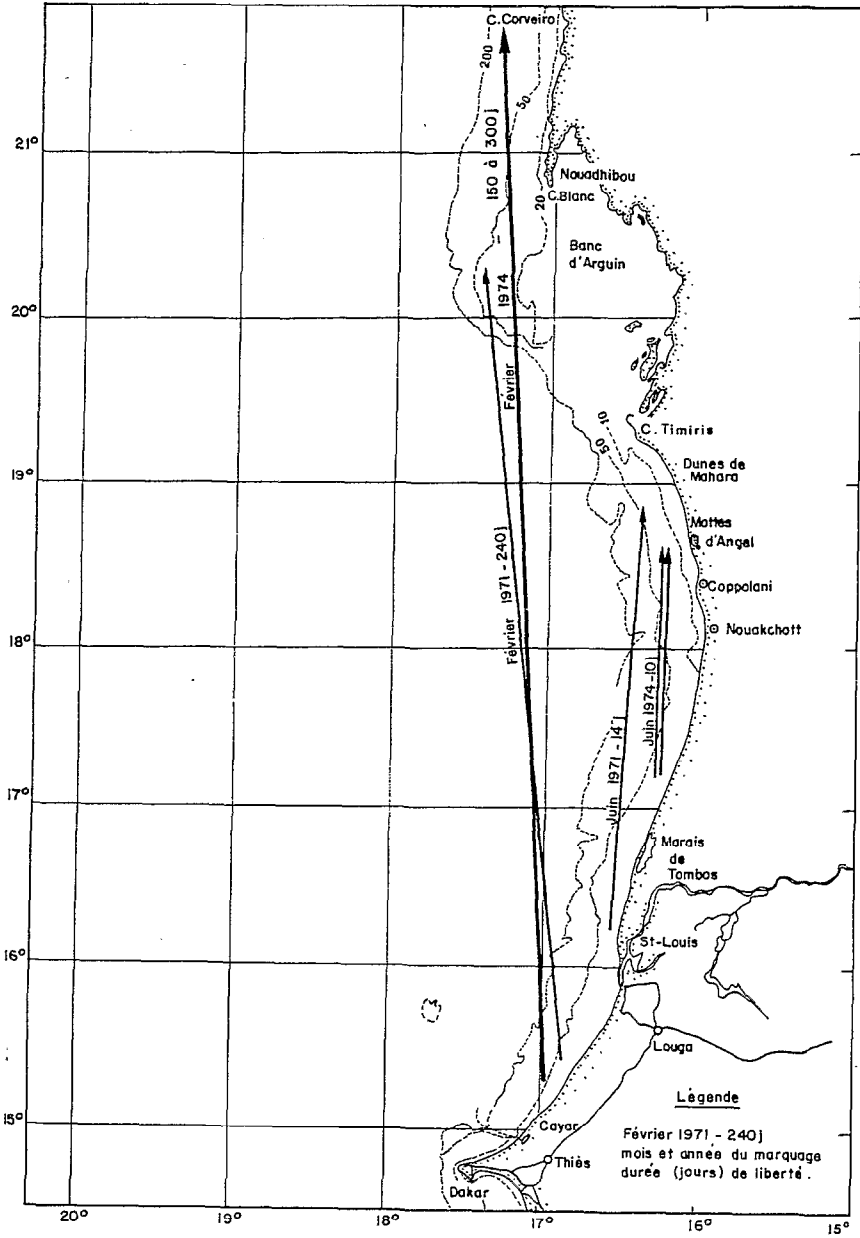 C. Corveiro
200
50
21°
150 à 300 j
Nouadhibou
C.Blanc
20
Banc
d'Arguin
1974 -
20°
Février
10
50
C. Timiris
Dunes de
Mahara
19°
Mottes
d'Angel
Coppolani
Février 1971 - 240 j
Nouakchott
18°
Juin 1974 - 10 j
Juin 1971 - 14 j
17°
Marais
de
Tombos
St-Louis
16°
Louga
Légende
15°
Cayar
Février 1971 - 240 j
mois et année du marquage
durée (jours) de liberté.
Thiès
Dakar
20°
19°
18°
17°
16°
15°